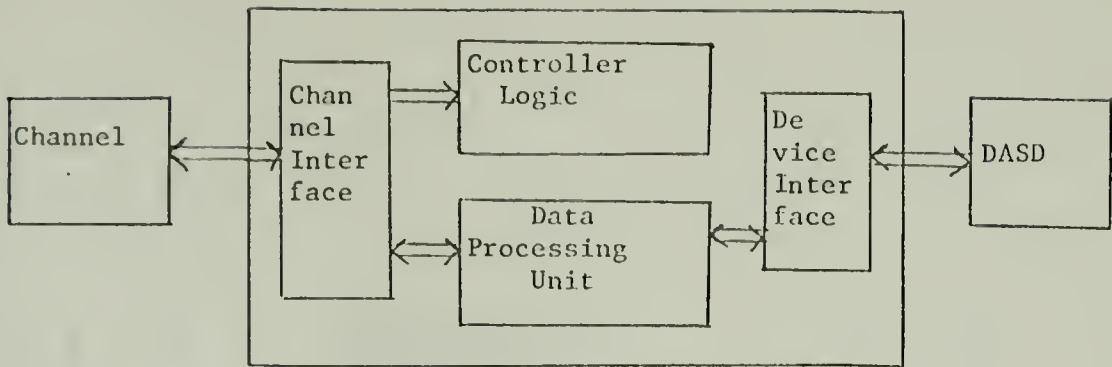 Channel
Chan
nel
Inter
face
Controller
Logic
Data
Processing
Unit
De
vice
Inter
face
DASD